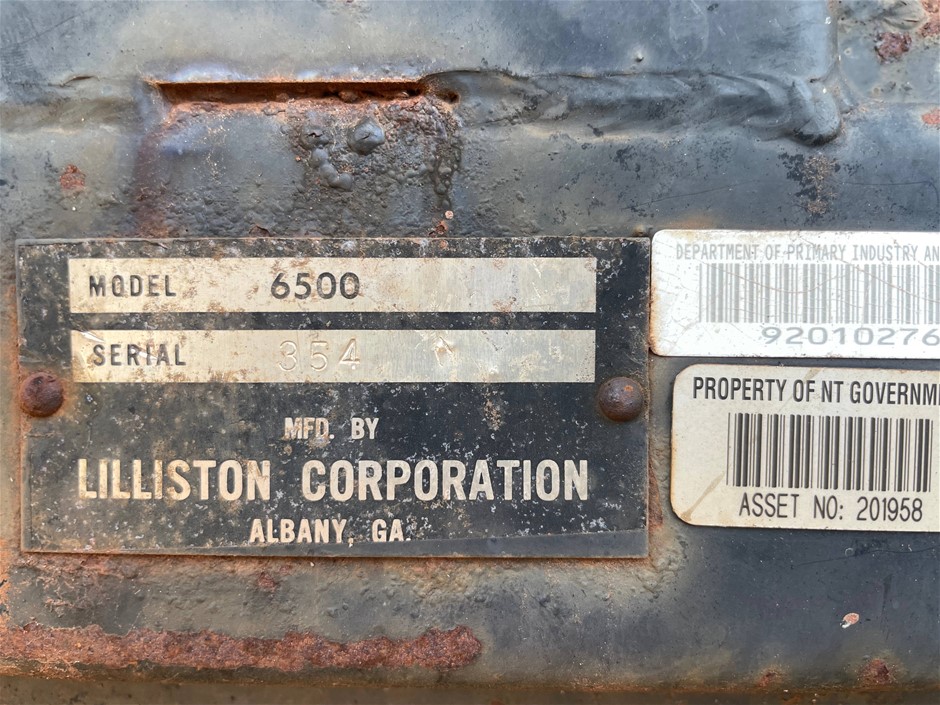 MODEL 6500
SERIAL 354
MFD. BY
LILLISTON CORPORATION
ALBANY, GA.
DEPARTMENT OF PRIMARY INDUSTRY AN
92010276
PROPERTY OF NT GOVERNME
ASSET NO: 201958